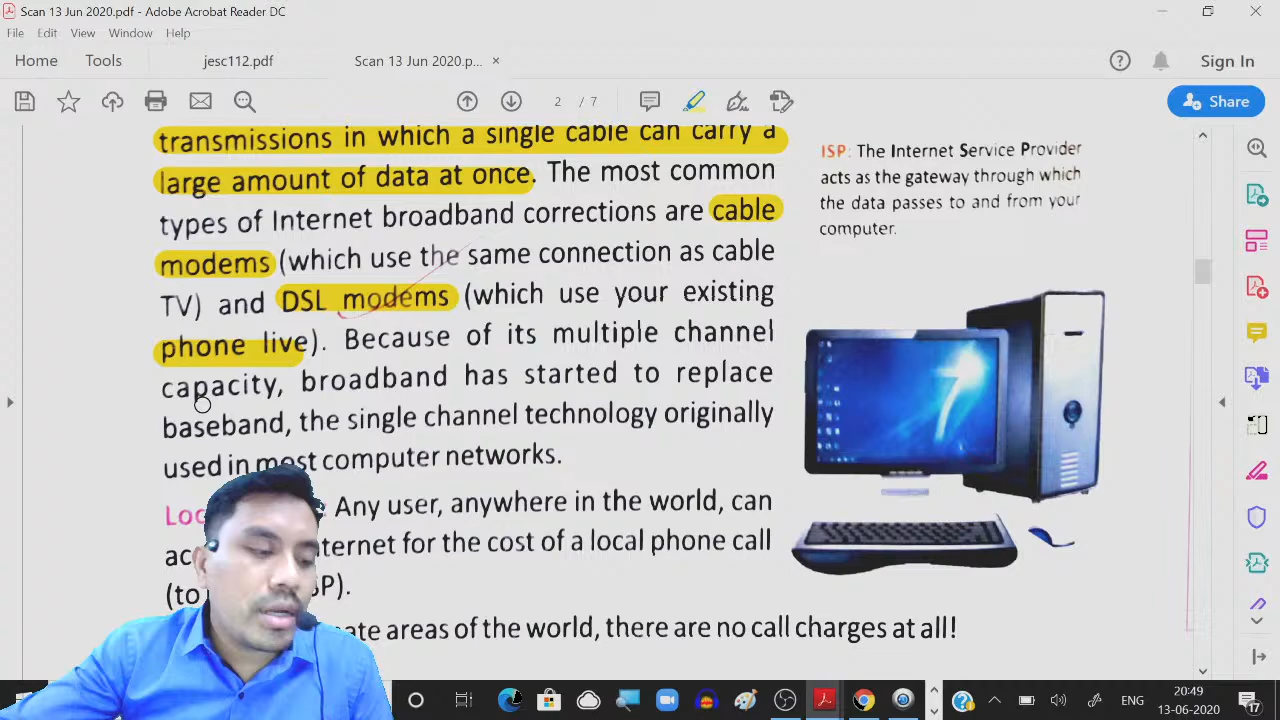 Scan 13 Jun 2020.pdf - Adobe Acrobat Reader DC
File Edit View Window Help
Home Tools jesc112.pdf Scan 13 Jun 2020.p... × Sign In
2 / 7 Share
transmissions in which a single cable can carry a
large amount of data at once. The most common
types of Internet broadband corrections are cable
modems (which use the same connection as cable
TV) and DSL modems (which use your existing
phone live). Because of its multiple channel
capacity, broadband has started to replace
baseband, the single channel technology originally
used in most computer networks.
Any user, anywhere in the world, can
for the cost of a local phone call
(to
areas of the world, there are no call charges at all!
ISP: The Internet Service Provider
acts as the gateway through which
the data passes to and from your
computer.
ENG
20:49
13-06-2020
17